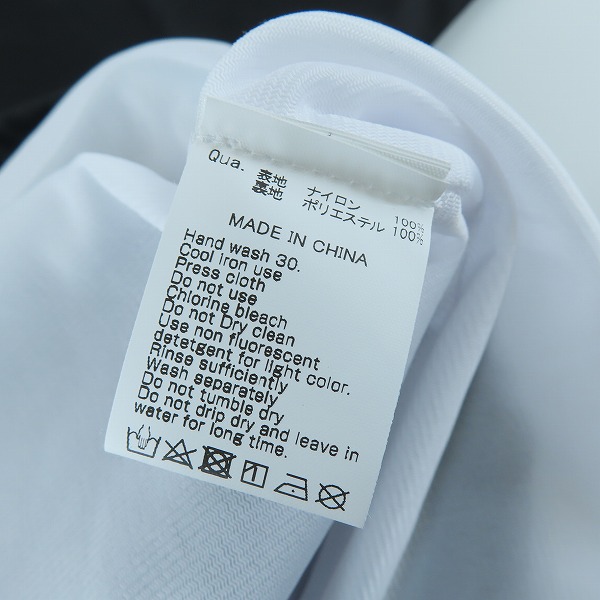 Qua. 表地 ナイロン 100%
裏地 ポリエステル 100%
MADE IN CHINA
Hand wash 30.
Cool iron use
Press cloth
Do not use
Chlorine bleach
Do not Dry clean
Use non fluorescent
detetgent for light color.
Rinse sufficiently
Wash separately
Do not tumble dry
Do not drip dry and leave in
water for long time.